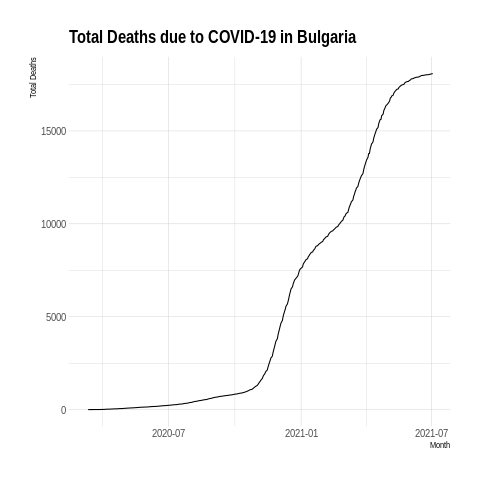 Total Deaths due to COVID-19 in Bulgaria
Total Deaths
15000
10000
5000
0
2020-07 2021-01 2021-07
Month